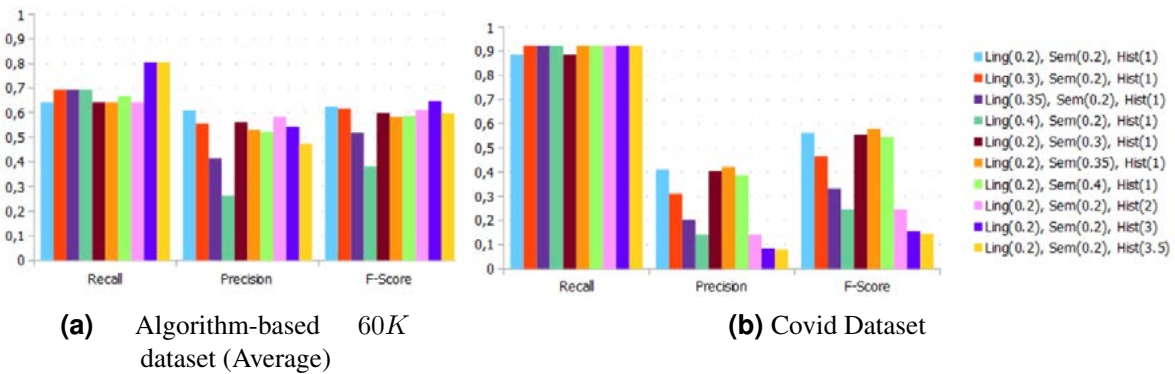 1
0,9
0,8
0,7
0,6
0,5
0,4
0,3
0,2
0,1
0
Recall Precision F-Score
(a) Algorithm-based 60K
dataset (Average)
1
0,9
0,8
0,7
0,6
0,5
0,4
0,3
0,2
0,1
0
Recall Precision F-Score
(b) Covid Dataset
Ling(0.2), Sem(0.2), Hist(1)
Ling(0.3), Sem(0.2), Hist(1)
Ling(0.35), Sem(0.2), Hist(1)
Ling(0.4), Sem(0.2), Hist(1)
Ling(0.2), Sem(0.3), Hist(1)
Ling(0.2), Sem(0.35), Hist(1)
Ling(0.2), Sem(0.4), Hist(1)
Ling(0.2), Sem(0.2), Hist(2)
Ling(0.2), Sem(0.2), Hist(3)
Ling(0.2), Sem(0.2), Hist(3.5)